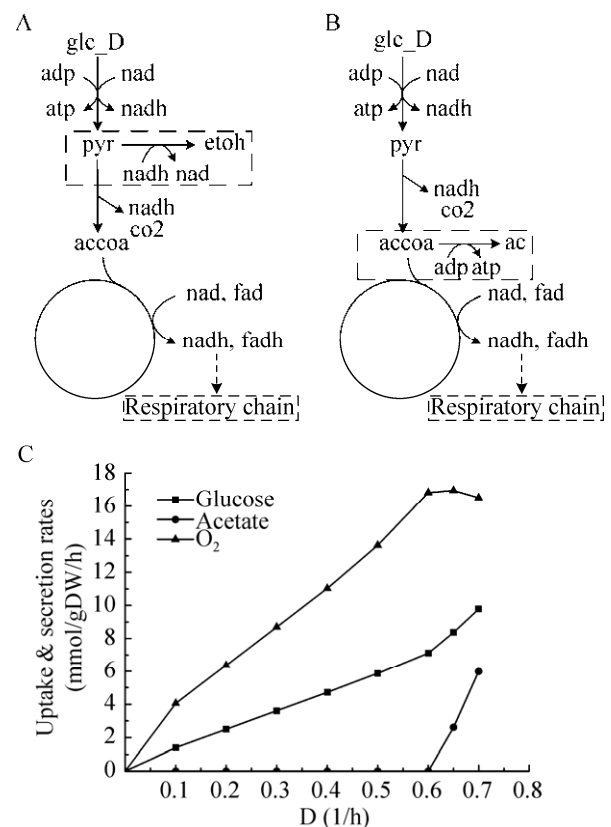 A
glc_D
adp nad
atp nadh
pyr etoh
nadh nad
nadh
co2
accoa
nad, fad
nadh, fadh
Respiratory chain
B
glc_D
adp nad
atp nadh
pyr
nadh
co2
accoa ac
adp atp
nad, fad
nadh, fadh
Respiratory chain
C
Uptake & secretion rates
(mmol/gDW/h)
18
16
14
12
10
8
6
4
2
0
Glucose
Acetate
O₂
0.1 0.2 0.3 0.4 0.5 0.6 0.7 0.8
D (1/h)